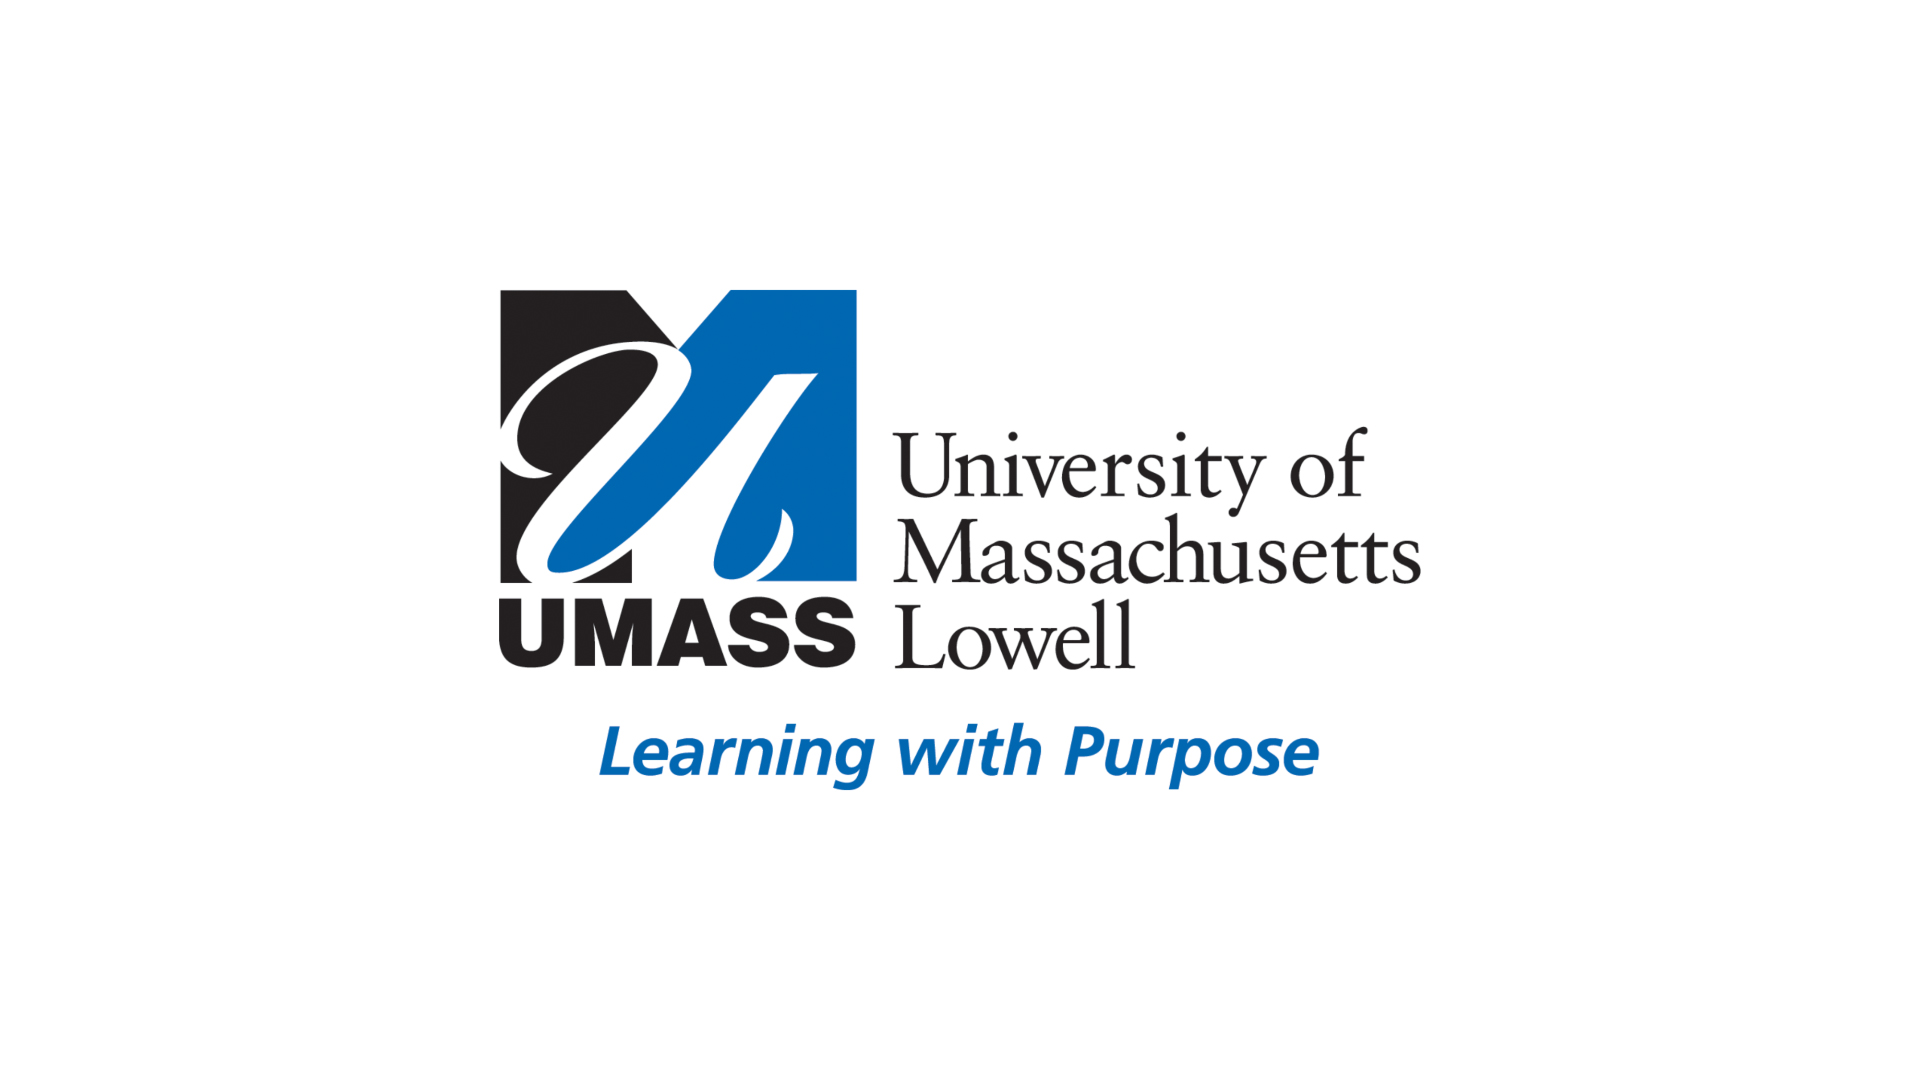 UMASS
University of
Massachusetts
Lowell
Learning with Purpose